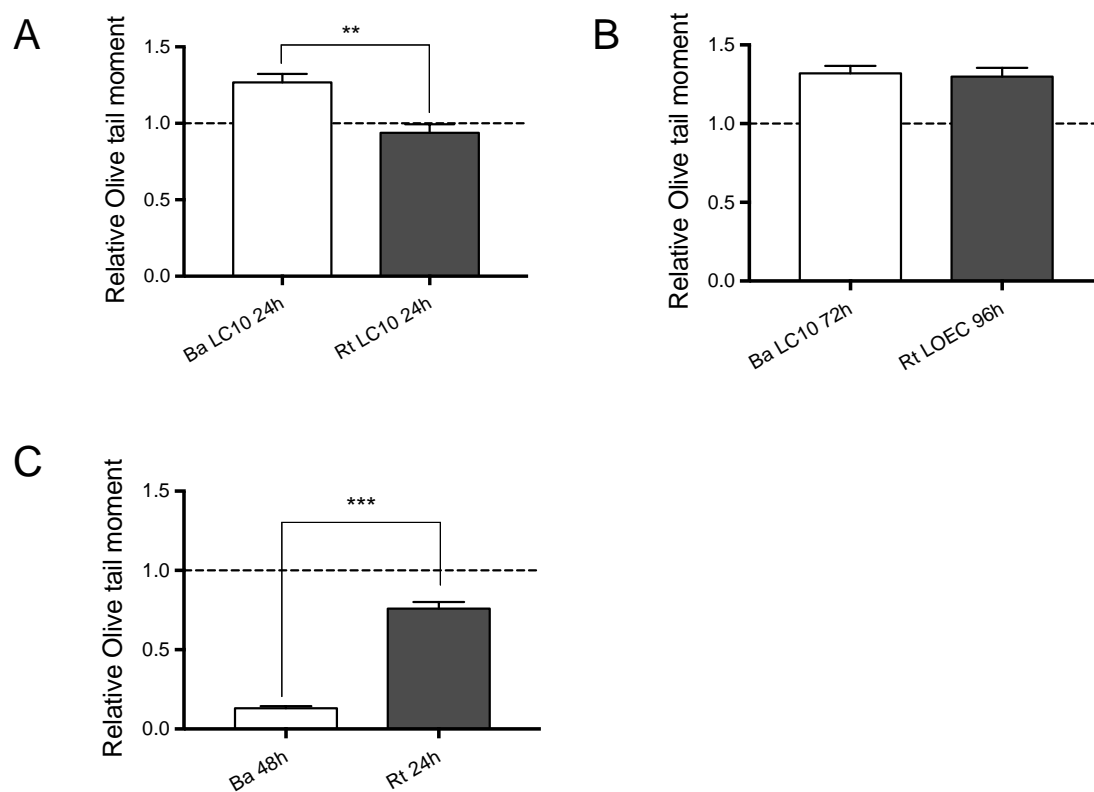 A
Relative Olive tail moment
1.5
1.0
0.5
0.0
**
Ba LC10 24h
Rt LC10 24h
B
Relative Olive tail moment
1.5
1.0
0.5
0.0
Ba LC10 72h
Rt LOEC 96h
C
Relative Olive tail moment
1.5
1.0
0.5
0.0
***
Ba 48h
Rt 24h